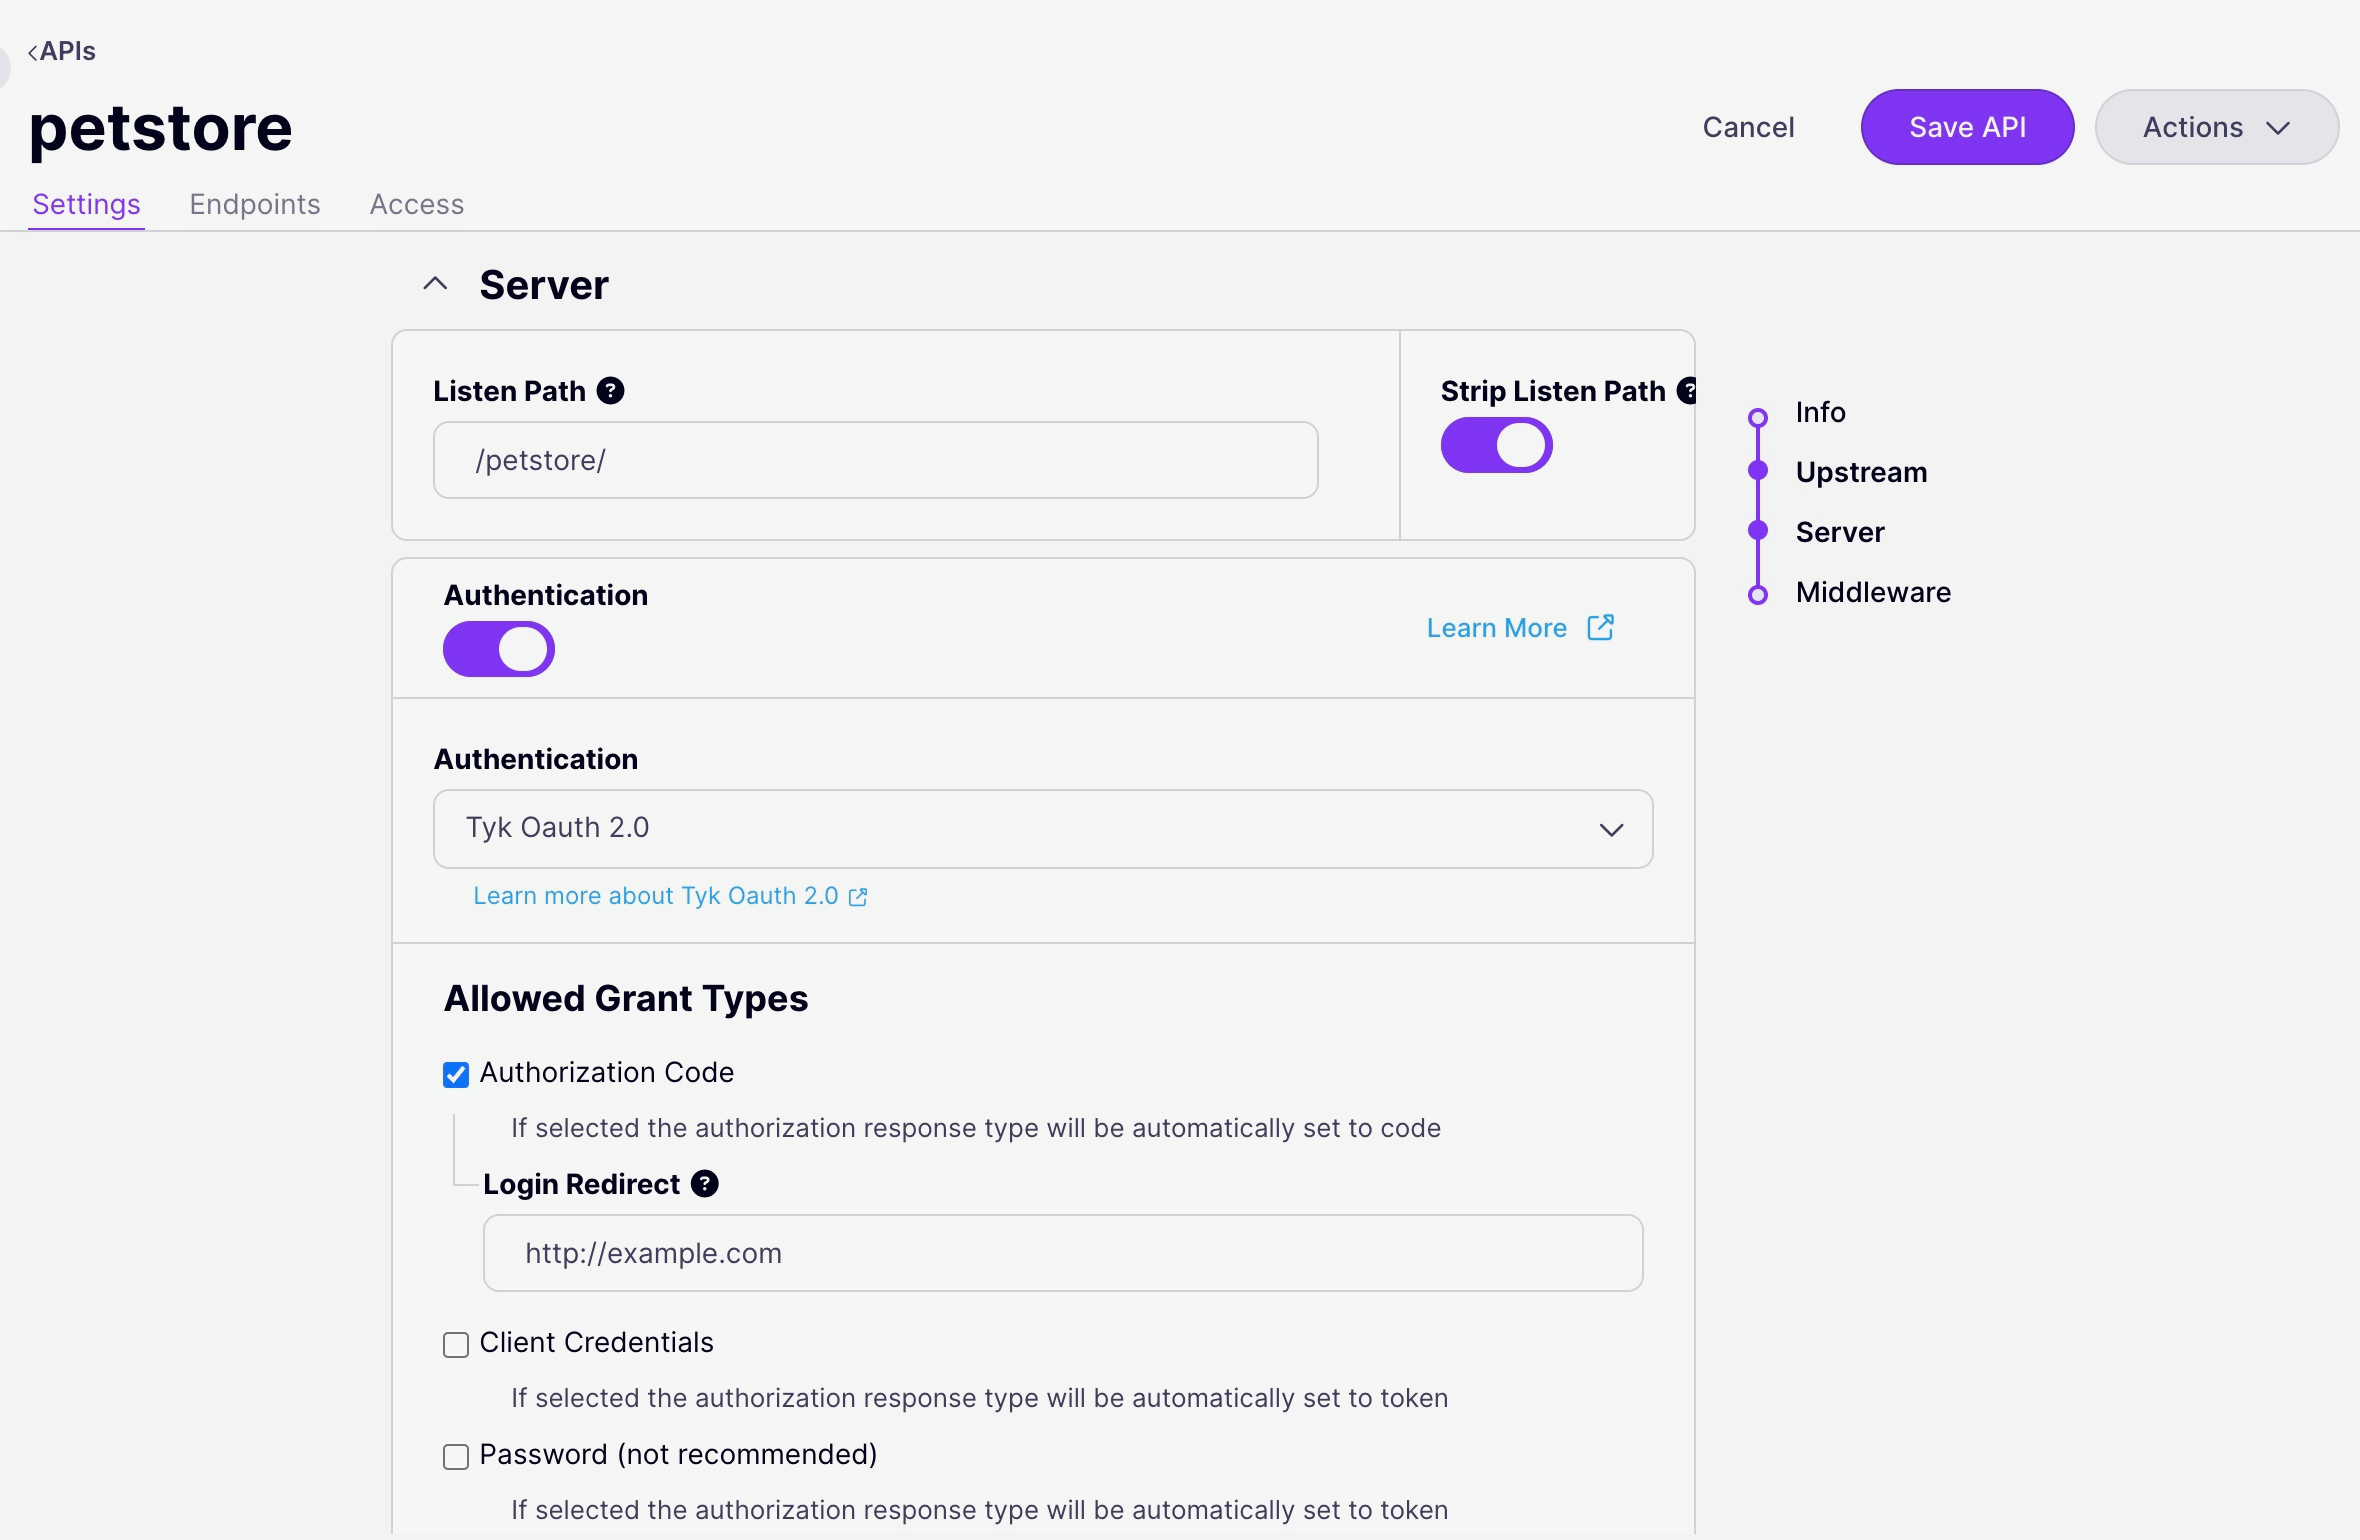 APIs
petstore
Cancel
Save API
Actions
Settings
Endpoints
Access
Server
Listen Path
/petstore/
Strip Listen Path
Info
Upstream
Server
Middleware
Authentication
Learn More
Authentication
Tyk Oauth 2.0
Learn more about Tyk Oauth 2.0
Allowed Grant Types
Authorization Code
If selected the authorization response type will be automatically set to code
Login Redirect
http://example.com
Client Credentials
If selected the authorization response type will be automatically set to token
Password (not recommended)
If selected the authorization response type will be automatically set to token